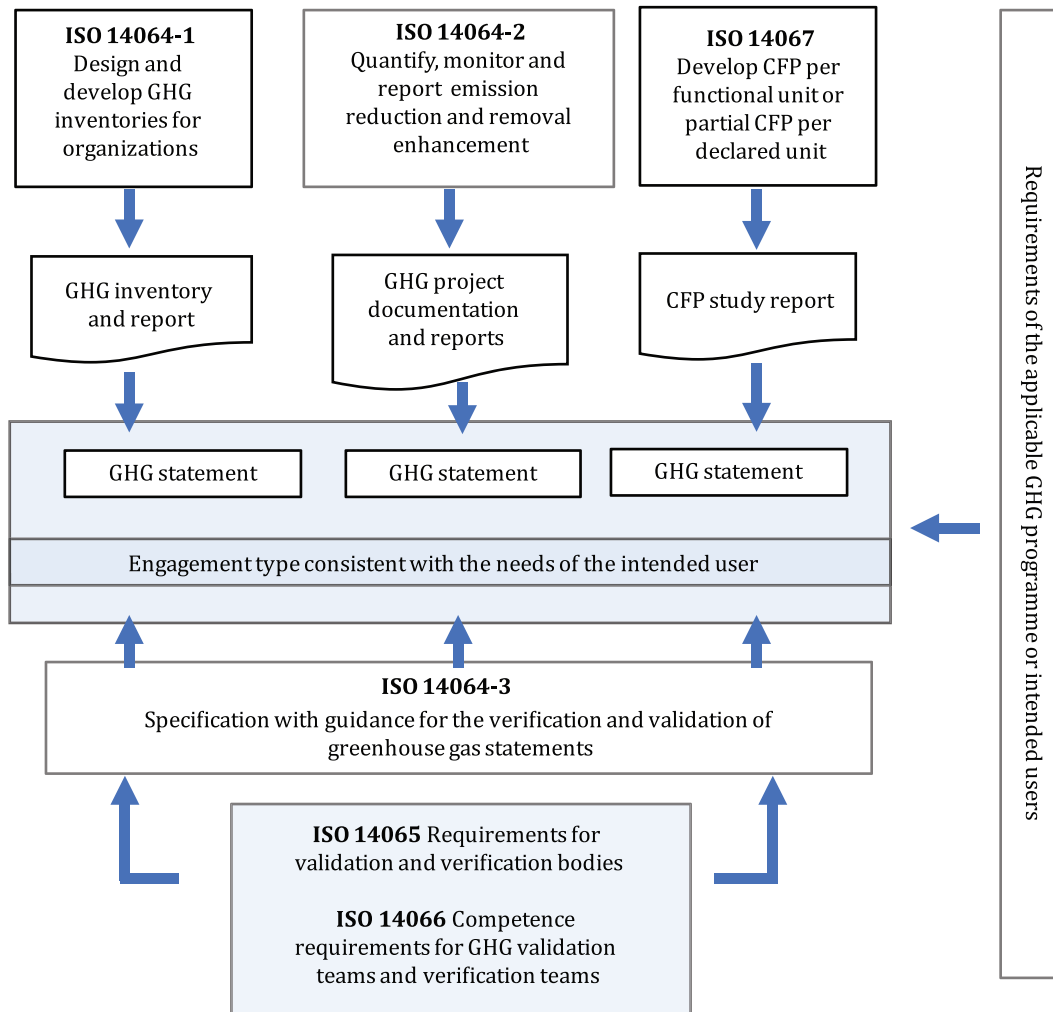 ISO 14064-1
Design and
develop GHG
inventories for
organizations
ISO 14064-2
Quantify, monitor and
report emission
reduction and removal
enhancement
ISO 14067
Develop CFP per
functional unit or
partial CFP per
declared unit
GHG inventory
and report
GHG project
documentation
and reports
CFP study report
GHG statement
GHG statement
GHG statement
Engagement type consistent with the needs of the intended user
ISO 14064-3
Specification with guidance for the verification and validation of
greenhouse gas statements
ISO 14065 Requirements for
validation and verification bodies
ISO 14066 Competence
requirements for GHG validation
teams and verification teams
Requirements of the applicable GHG programme or intended users